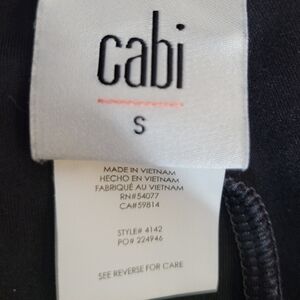 cabi
S
MADE IN VIETNAM
HECHO EN VIETNAM
FABRIQUÉ AU VIETNAM
RN#54077
CA#59814
STYLE# 4142
PO# 224946
SEE REVERSE FOR CARE